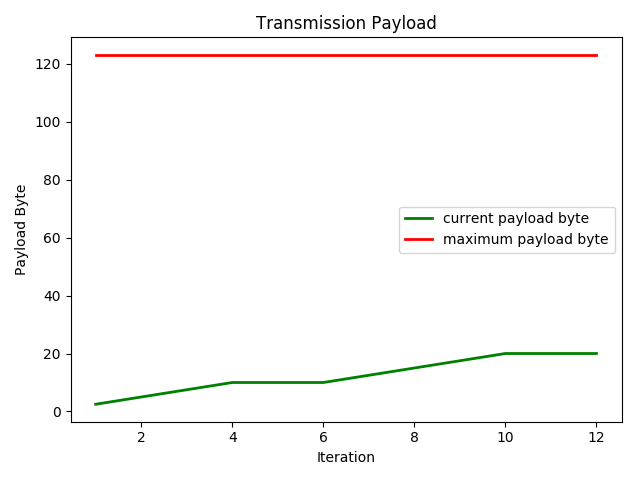 Transmission Payload
Payload Byte
120
100
80
60
40
20
0
current payload byte
maximum payload byte
2 4 6 8 10 12
Iteration